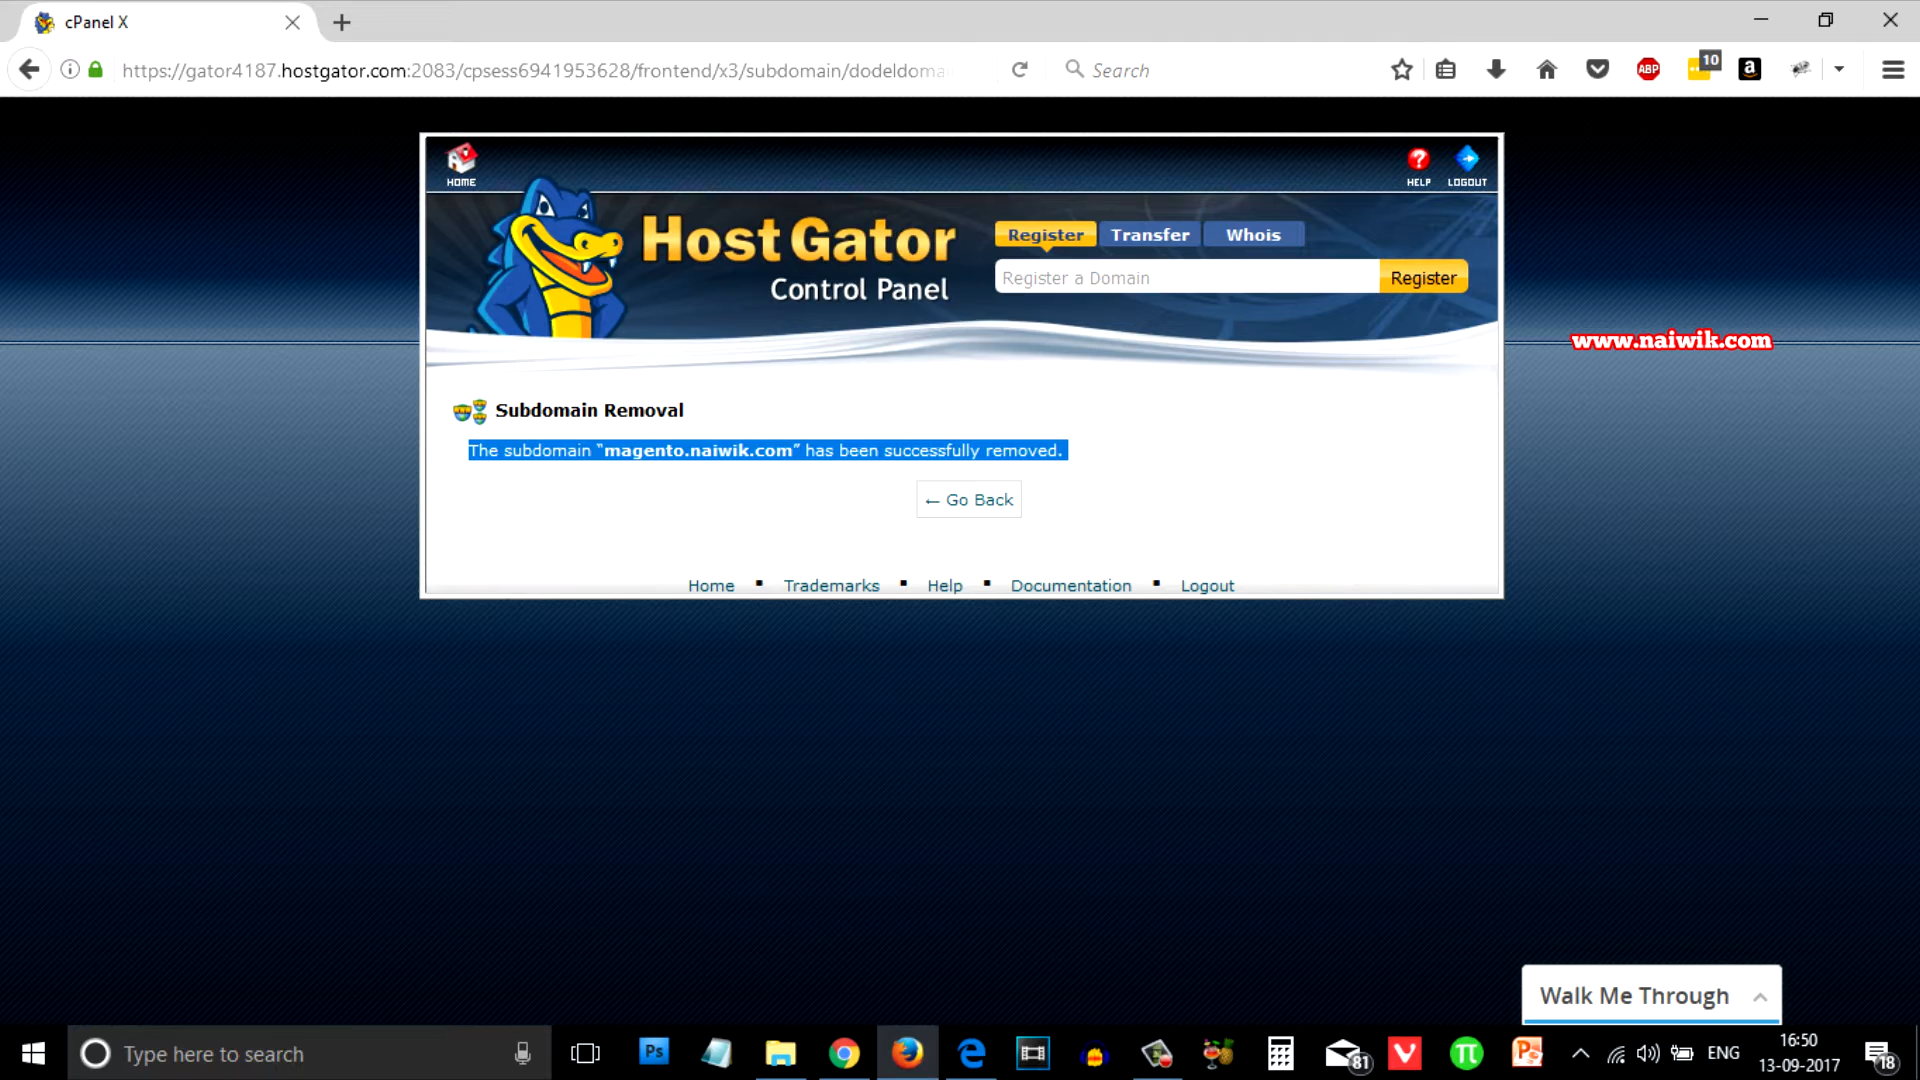 cPanel X
https://gator4187.hostgator.com:2083/cpsess6941953628/frontend/x3/subdomain/dodeldoma
Search
ABP
10
a
HOME
HELP
LOGOUT
HostGator
Control Panel
Register Transfer Whois
Register a Domain
Register
www.naiwik.com
Subdomain Removal
The subdomain “magento.naiwik.com” has been successfully removed.
← Go Back
Home ▪ Trademarks ▪ Help ▪ Documentation ▪ Logout
Walk Me Through
Type here to search
Ps
81
ENG
16:50
13-09-2017
18